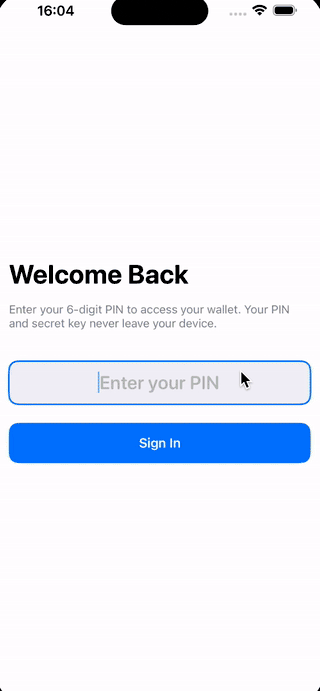 16:04
Welcome Back
Enter your 6-digit PIN to access your wallet. Your PIN
and secret key never leave your device.
Enter your PIN
Sign In